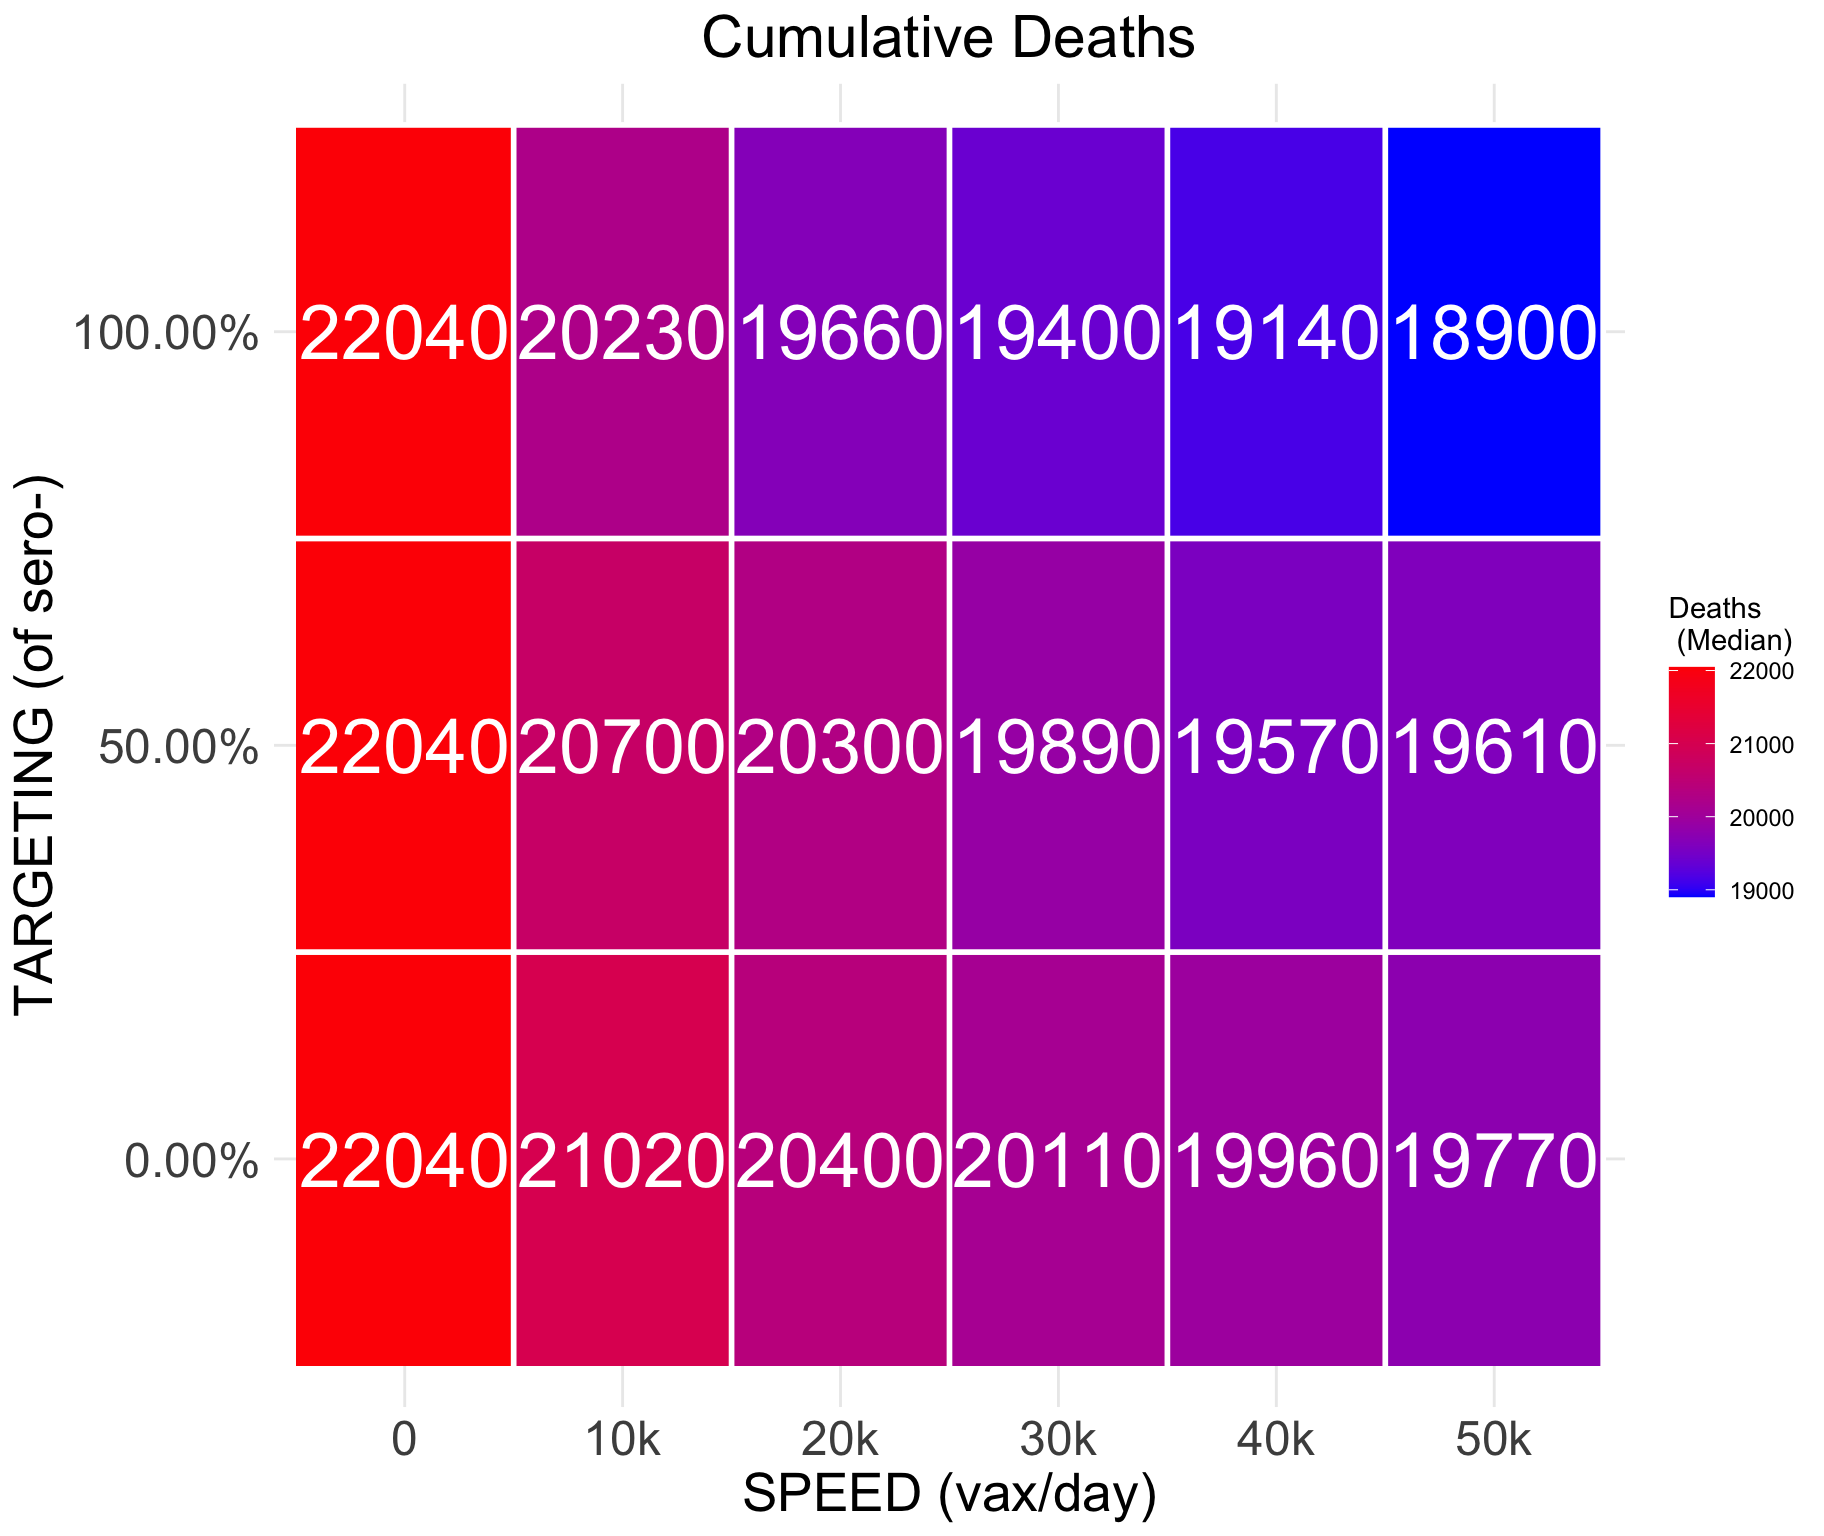 Cumulative Deaths
TARGETING (of sero-)
100.00%
22040 20230 19660 19400 19140 18900
50.00%
22040 20700 20300 19890 19570 19610
0.00%
22040 21020 20400 20110 19960 19770
0 10k 20k 30k 40k 50k
SPEED (vax/day)
Deaths
(Median)
22000
21000
20000
19000